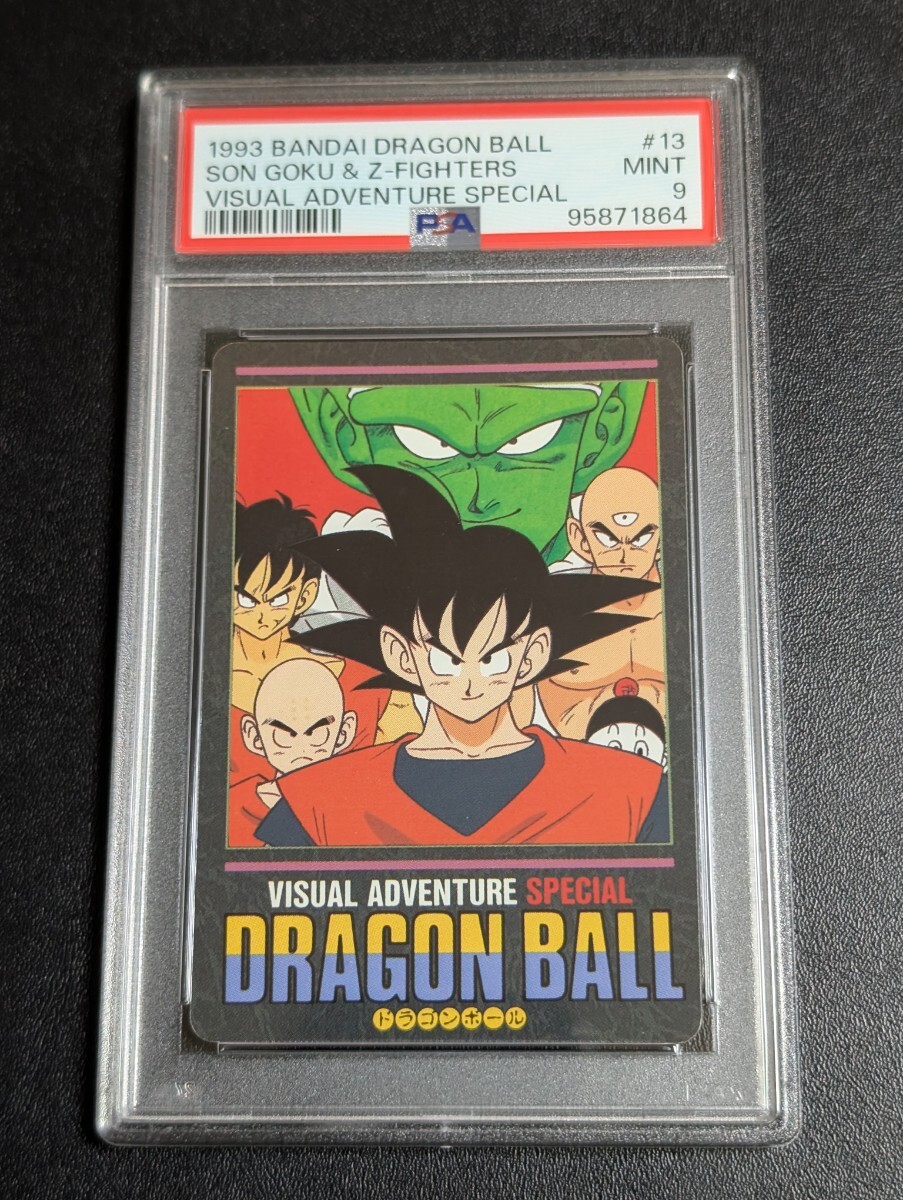 1993 BANDAI DRAGON BALL #13
SON GOKU & Z-FIGHTERS MINT
VISUAL ADVENTURE SPECIAL 9
PSA 95871864
VISUAL ADVENTURE SPECIAL
DRAGON BALL
ドラゴンボール